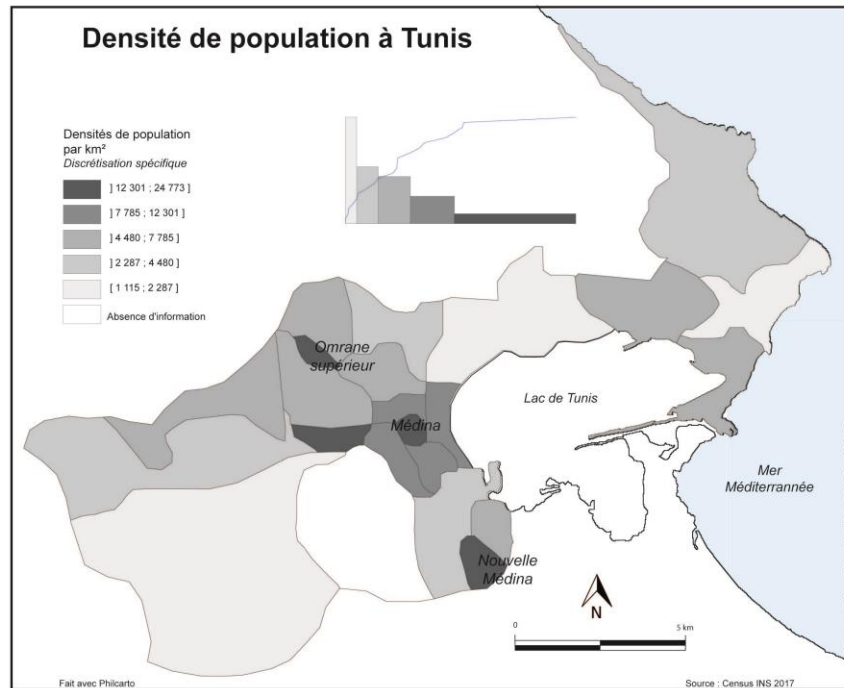 Densité de population à Tunis
Densités de population
par km²
Discrétisation spécifique
] 12 301 ; 24 773 ]
] 7 785 ; 12 301 ]
] 4 480 ; 7 785 ]
] 2 287 ; 4 480 ]
[ 1 115 ; 2 287 ]
Absence d'information
Omrane
supérieur
Médina
Lac de Tunis
Mer
Méditerrannée
Nouvelle
Médina
N
0
5 km
Fait avec Philcarto
Source : Census INS 2017